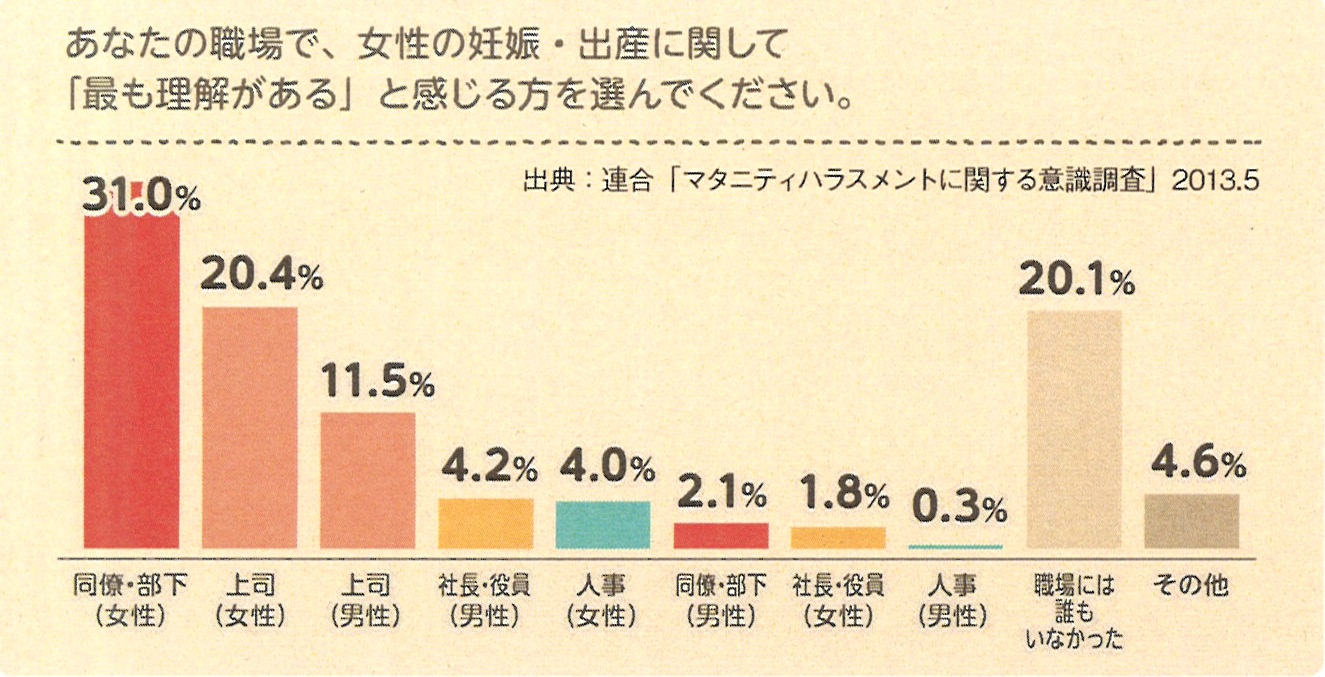 あなたの職場で、女性の妊娠・出産に関して
「最も理解がある」と感じる方を選んでください。
出典：連合「マタニティハラスメントに関する意識調査」2013.5
31.0%
20.4%
11.5%
4.2%
4.0%
2.1%
1.8%
0.3%
20.1%
4.6%
同僚・部下
（女性）
上司
（女性）
上司
（男性）
社長・役員
（男性）
人事
（女性）
同僚・部下
（男性）
社長・役員
（女性）
人事
（男性）
職場には
誰も
いなかった
その他